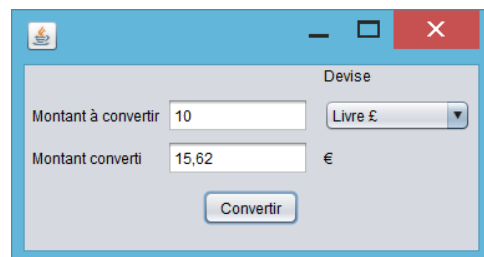 Devise
Montant à convertir 10 Livre £
Montant converti 15,62 €
Convertir